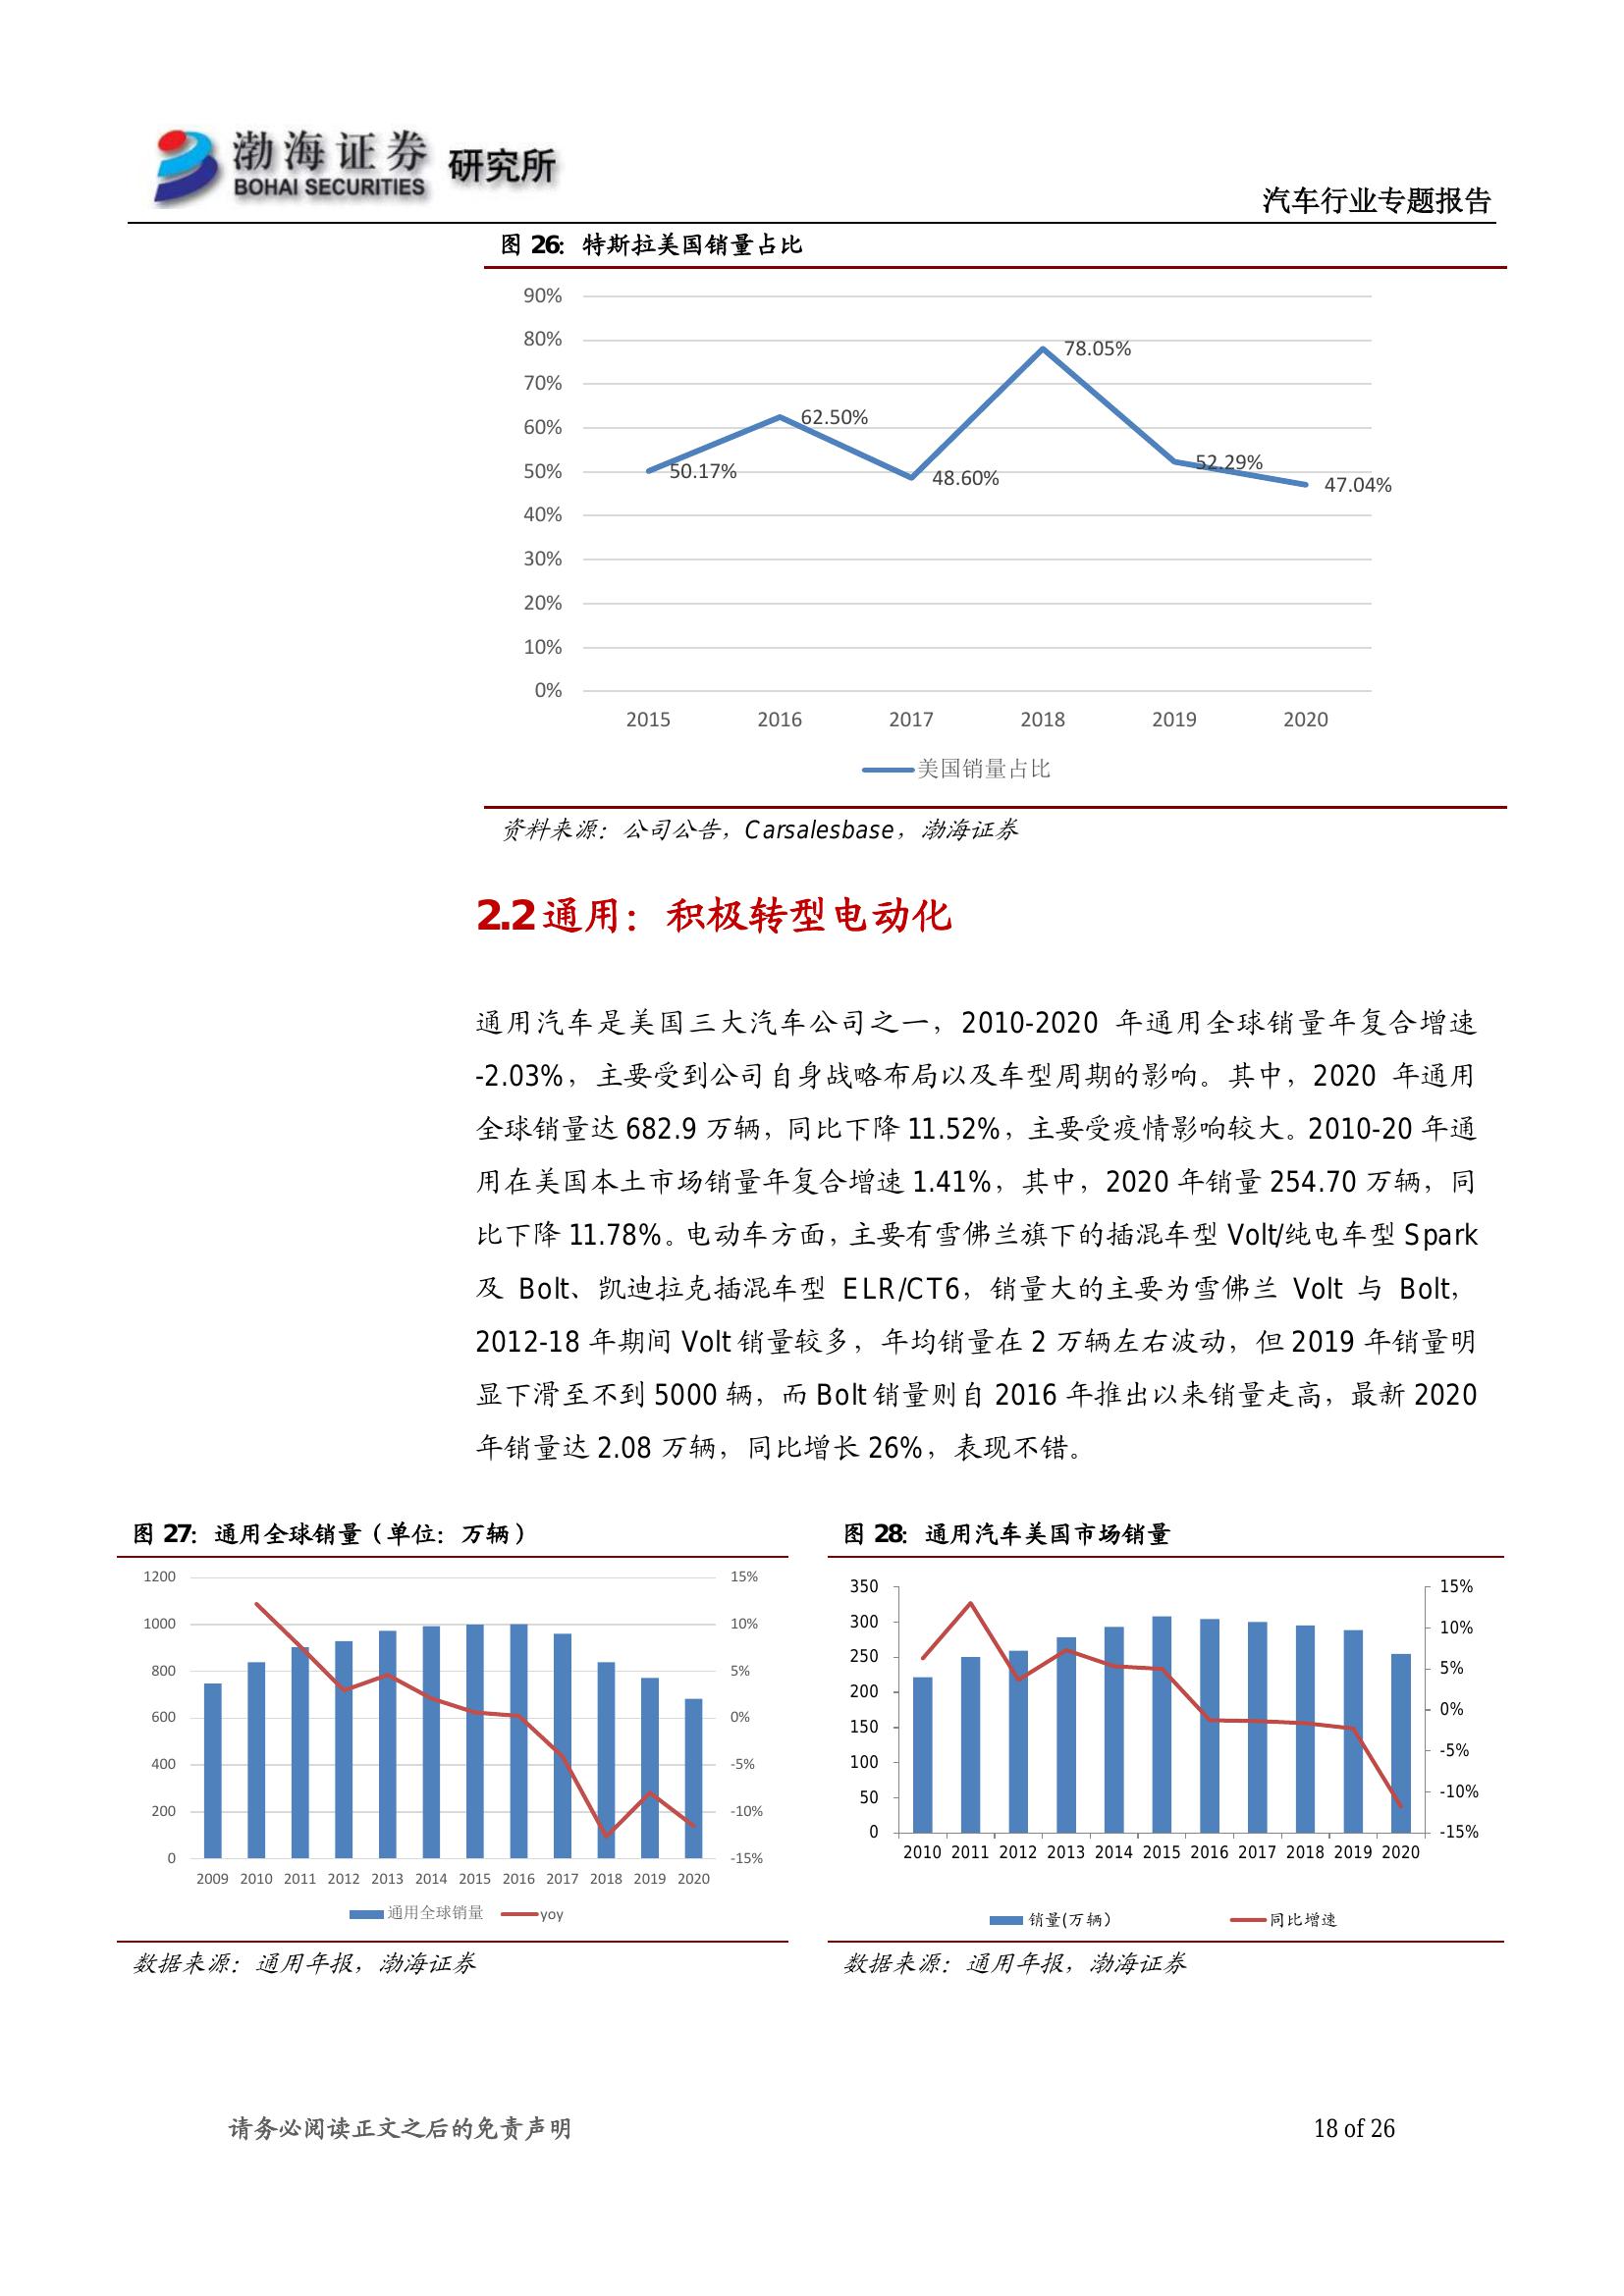 渤海证券 研究所
BOHAI SECURITIES
汽车行业专题报告
图 26：特斯拉美国销量占比
90%
80%
70%
60%
50%
40%
30%
20%
10%
0%
78.05%
62.50%
50.17%
48.60%
52.29%
47.04%
2015 2016 2017 2018 2019 2020
美国销量占比
资料来源：公司公告，Carsalesbase，渤海证券
2.2 通用：积极转型电动化
通用汽车是美国三大汽车公司之一，2010-2020 年通用全球销量年复合增速
-2.03%，主要受到公司自身战略布局以及车型周期的影响。其中，2020 年通用
全球销量达 682.9 万辆，同比下降 11.52%，主要受疫情影响较大。2010-20 年通
用在美国本土市场销量年复合增速 1.41%，其中，2020 年销量 254.70 万辆，同
比下降 11.78%。电动车方面，主要有雪佛兰旗下的插混车型 Volt/纯电车型 Spark
及 Bolt、凯迪拉克插混车型 ELR/CT6，销量大的主要为雪佛兰 Volt 与 Bolt，
2012-18 年期间 Volt 销量较多，年均销量在 2 万辆左右波动，但 2019 年销量明
显下滑至不到 5000 辆，而 Bolt 销量则自 2016 年推出以来销量走高，最新 2020
年销量达 2.08 万辆，同比增长 26%，表现不错。
图 27：通用全球销量（单位：万辆）
1200
1000
800
600
400
200
0
15%
10%
5%
0%
-5%
-10%
-15%
2009 2010 2011 2012 2013 2014 2015 2016 2017 2018 2019 2020
通用全球销量 yoy
数据来源：通用年报，渤海证券
图 28：通用汽车美国市场销量
350
300
250
200
150
100
50
0
15%
10%
5%
0%
-5%
-10%
-15%
2010 2011 2012 2013 2014 2015 2016 2017 2018 2019 2020
销量(万辆） 同比增速
数据来源：通用年报，渤海证券
请务必阅读正文之后的免责声明
18 of 26